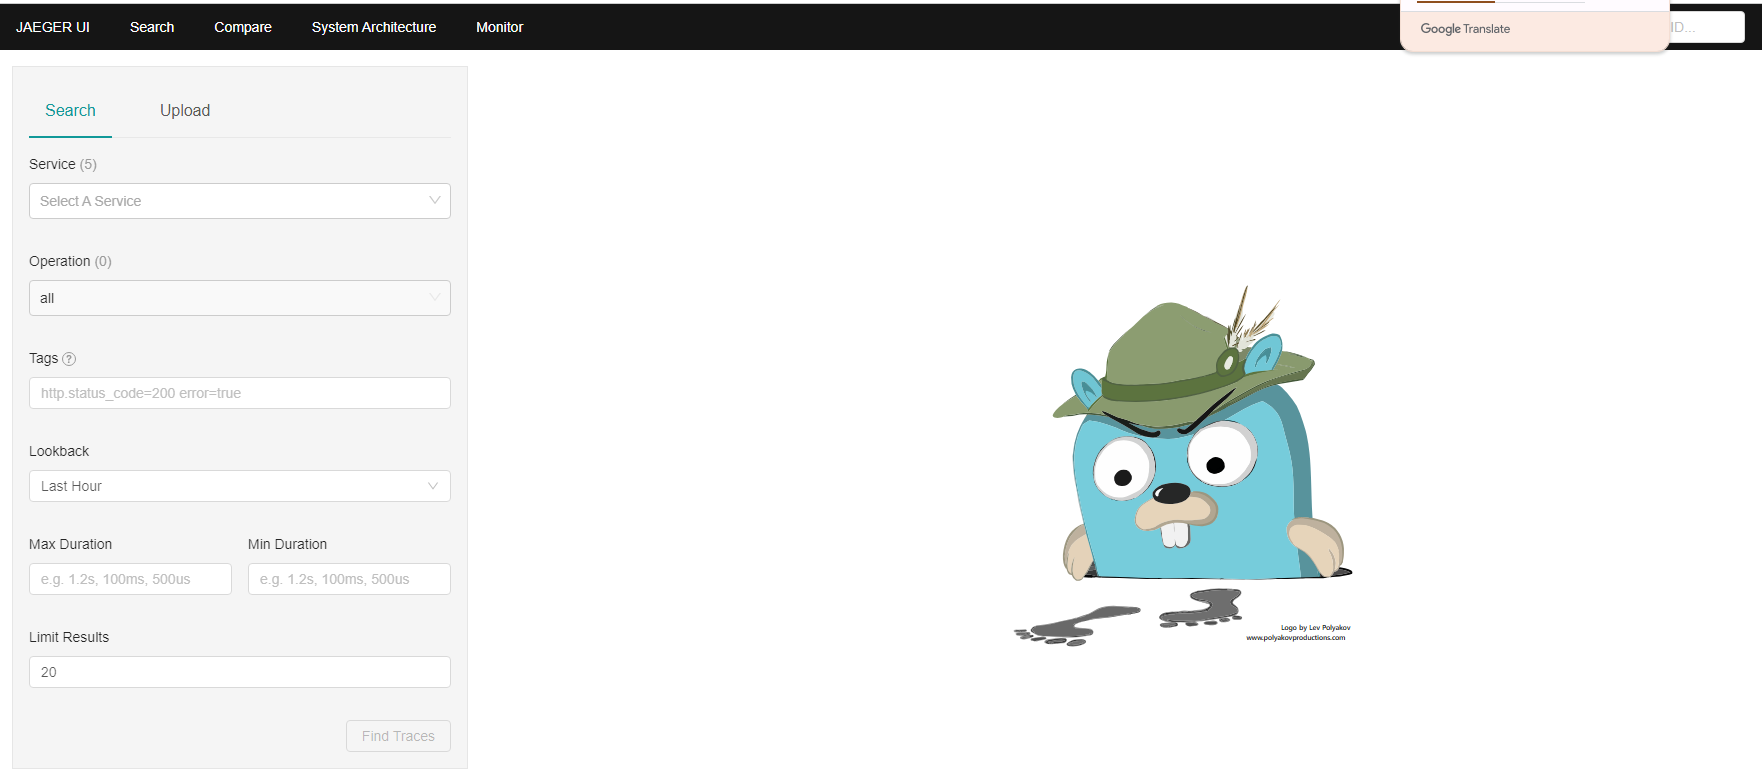 JAEGER UI Search Compare System Architecture Monitor
Google Translate
ID...
Search Upload
Service (5)
Select A Service
Operation (0)
all
Tags ?
http.status_code=200 error=true
Lookback
Last Hour
Max Duration Min Duration
e.g. 1.2s, 100ms, 500us e.g. 1.2s, 100ms, 500us
Limit Results
20
Find Traces
Logo by Lev Polyakov
www.polyakovproductions.com